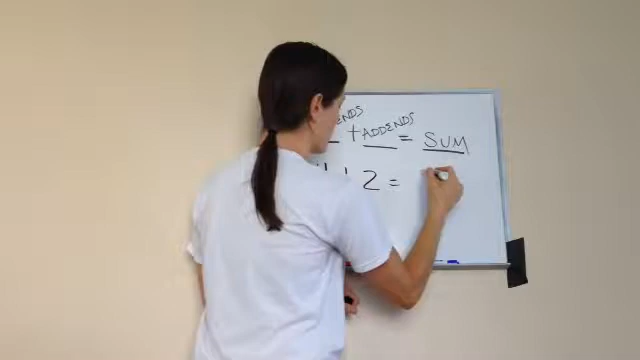 + ADDENDS = SUM
2 =